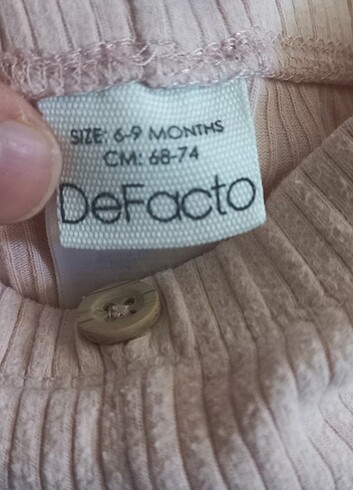 SIZE: 6-9 MONTHS
CM: 68-74
DeFacto